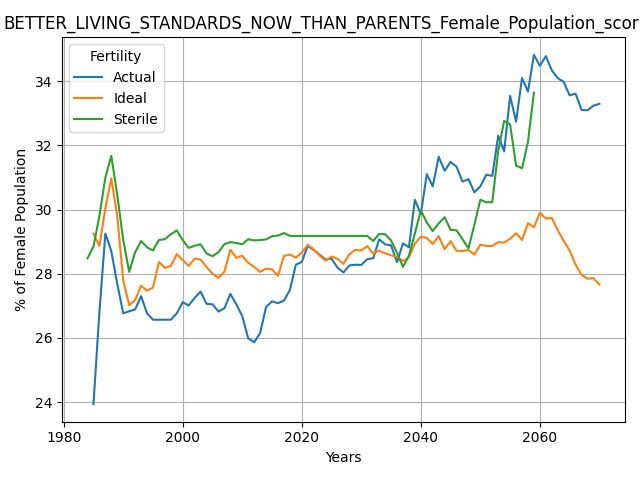 BETTER_LIVING_STANDARDS_NOW_THAN_PARENTS_Female_Population_scor
Fertility
Actual
Ideal
Sterile
% of Female Population
34
32
30
28
26
24
1980
2000
2020
2040
2060
Years